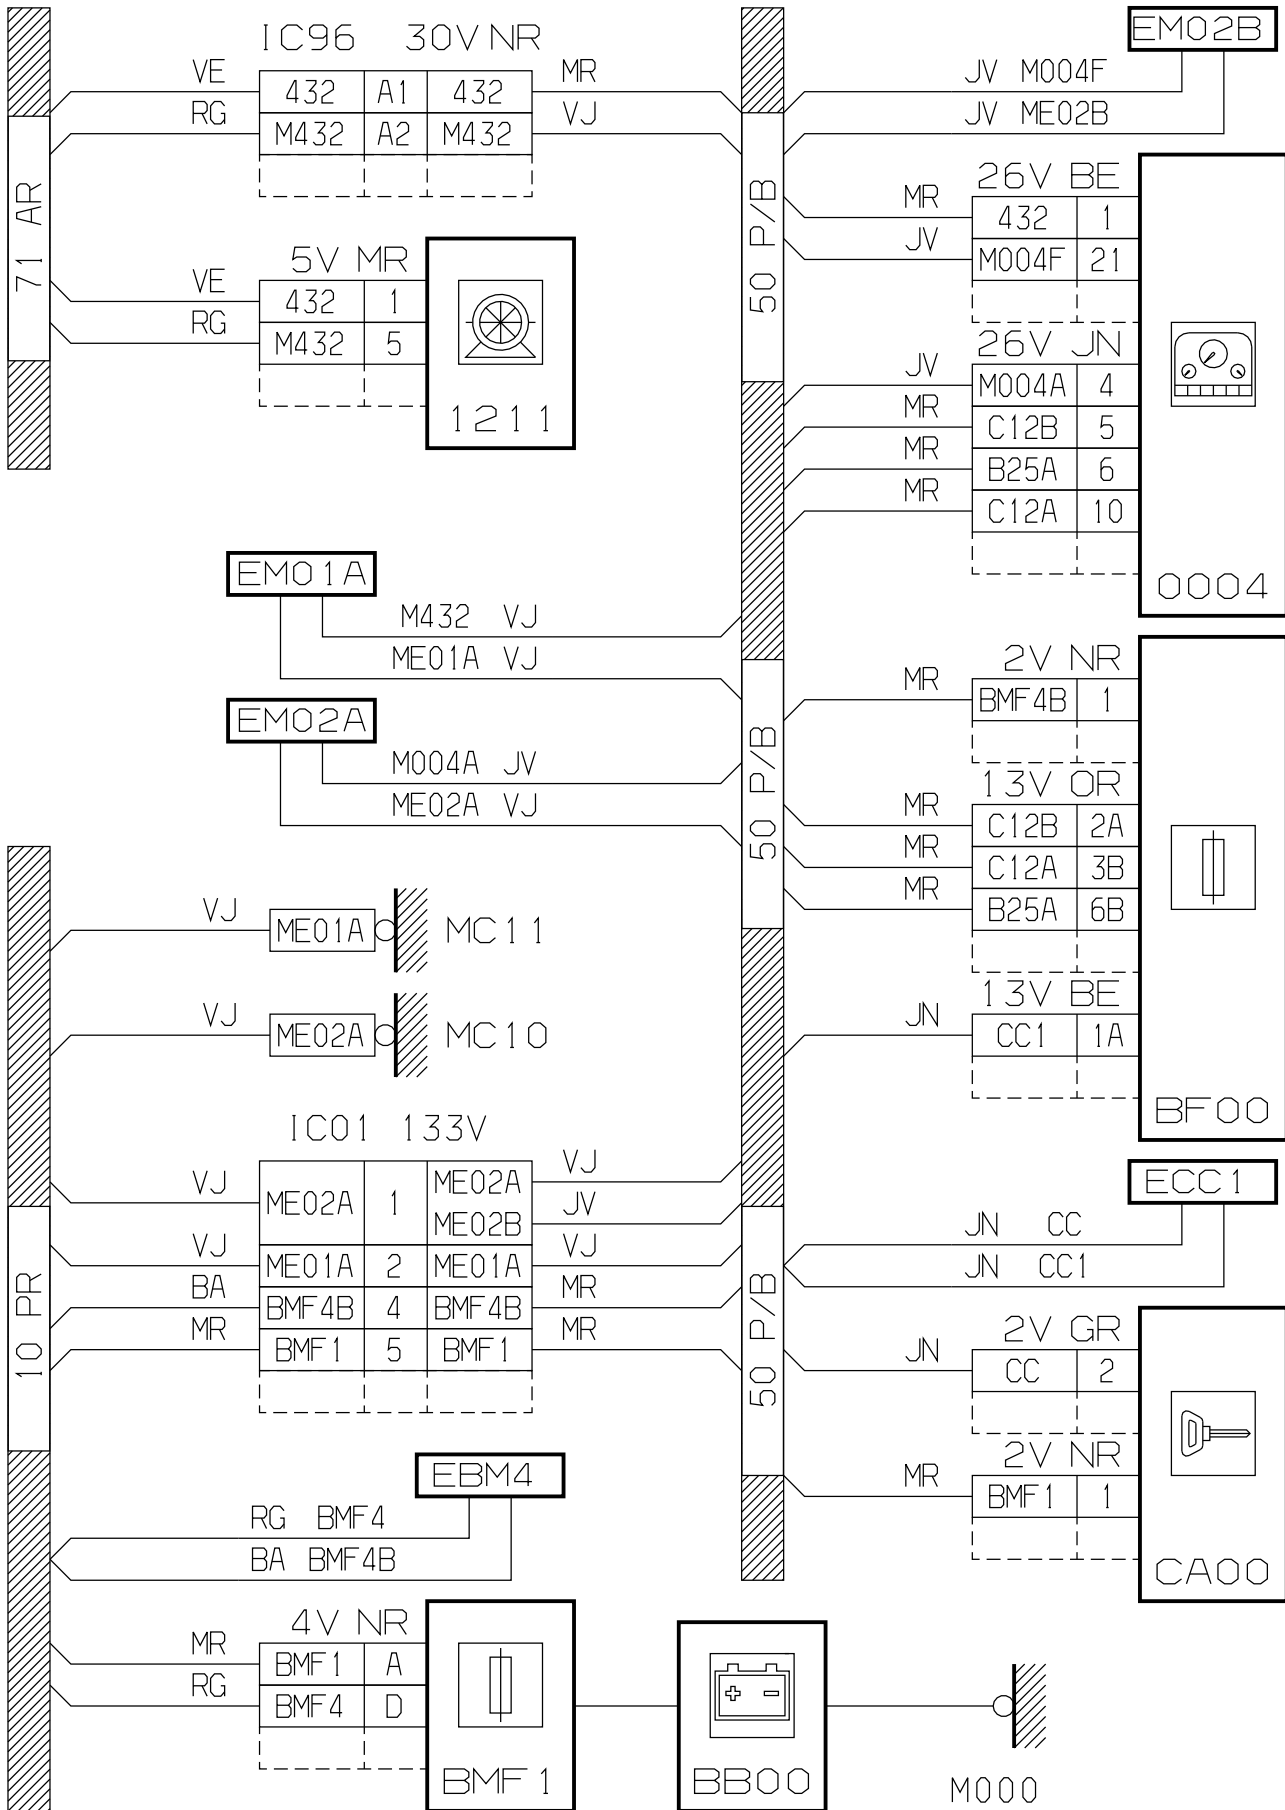 IC96 30V NR
VE 432 A1 432 MR
RG M432 A2 M432 VJ
71 AR
5V MR
VE 432 1
RG M432 5
1211
EM01A
M432 VJ
ME01A VJ
EM02A
M004A JV
ME02A VJ
VJ ME01A MC11
VJ ME02A MC10
IC01 133V
VJ ME02A 1 ME02A VJ
ME02B JV
VJ ME01A 2 ME01A VJ
BA BMF4B 4 BMF4B MR
MR BMF1 5 BMF1 MR
10 PR
EBM4
RG BMF4
BA BMF4B
4V NR
MR BMF1 A
RG BMF4 D
BMF1
BB00
M000
50 P/B
50 P/B
50 P/B
EM02B
JV M004F
JV ME02B
26V BE
MR 432 1
JV M004F 21
26V JN
JV M004A 4
MR C12B 5
MR B25A 6
MR C12A 10
0004
2V NR
MR BMF4B 1
13V OR
MR C12B 2A
MR C12A 3B
MR B25A 6B
13V BE
JN CC1 1A
BF00
ECC1
JN CC
JN CC1
2V GR
JN CC 2
2V NR
MR BMF1 1
CA00